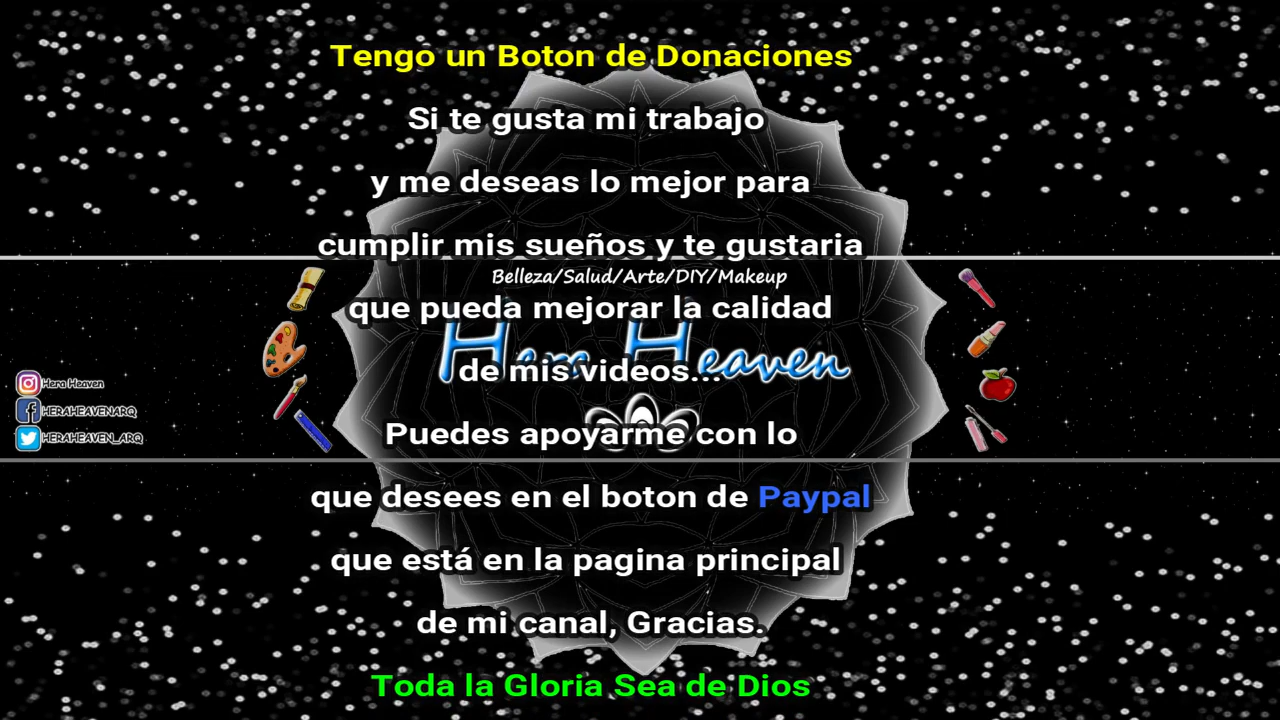 Tengo un Boton de Donaciones
Si te gusta mi trabajo
y me deseas lo mejor para
cumplir mis sueños y te gustaria
Belleza/Salud/Arte/DIY/Makeup
que pueda mejorar la calidad
Hera Heaven
de mis videos...
Puedes apoyarme con lo
que desees en el boton de Paypal
que está en la pagina principal
de mi canal, Gracias.
Toda la Gloria Sea de Dios
Hera Heaven
HERAHEAVENARQ
HERAHEAVEN_ARQ